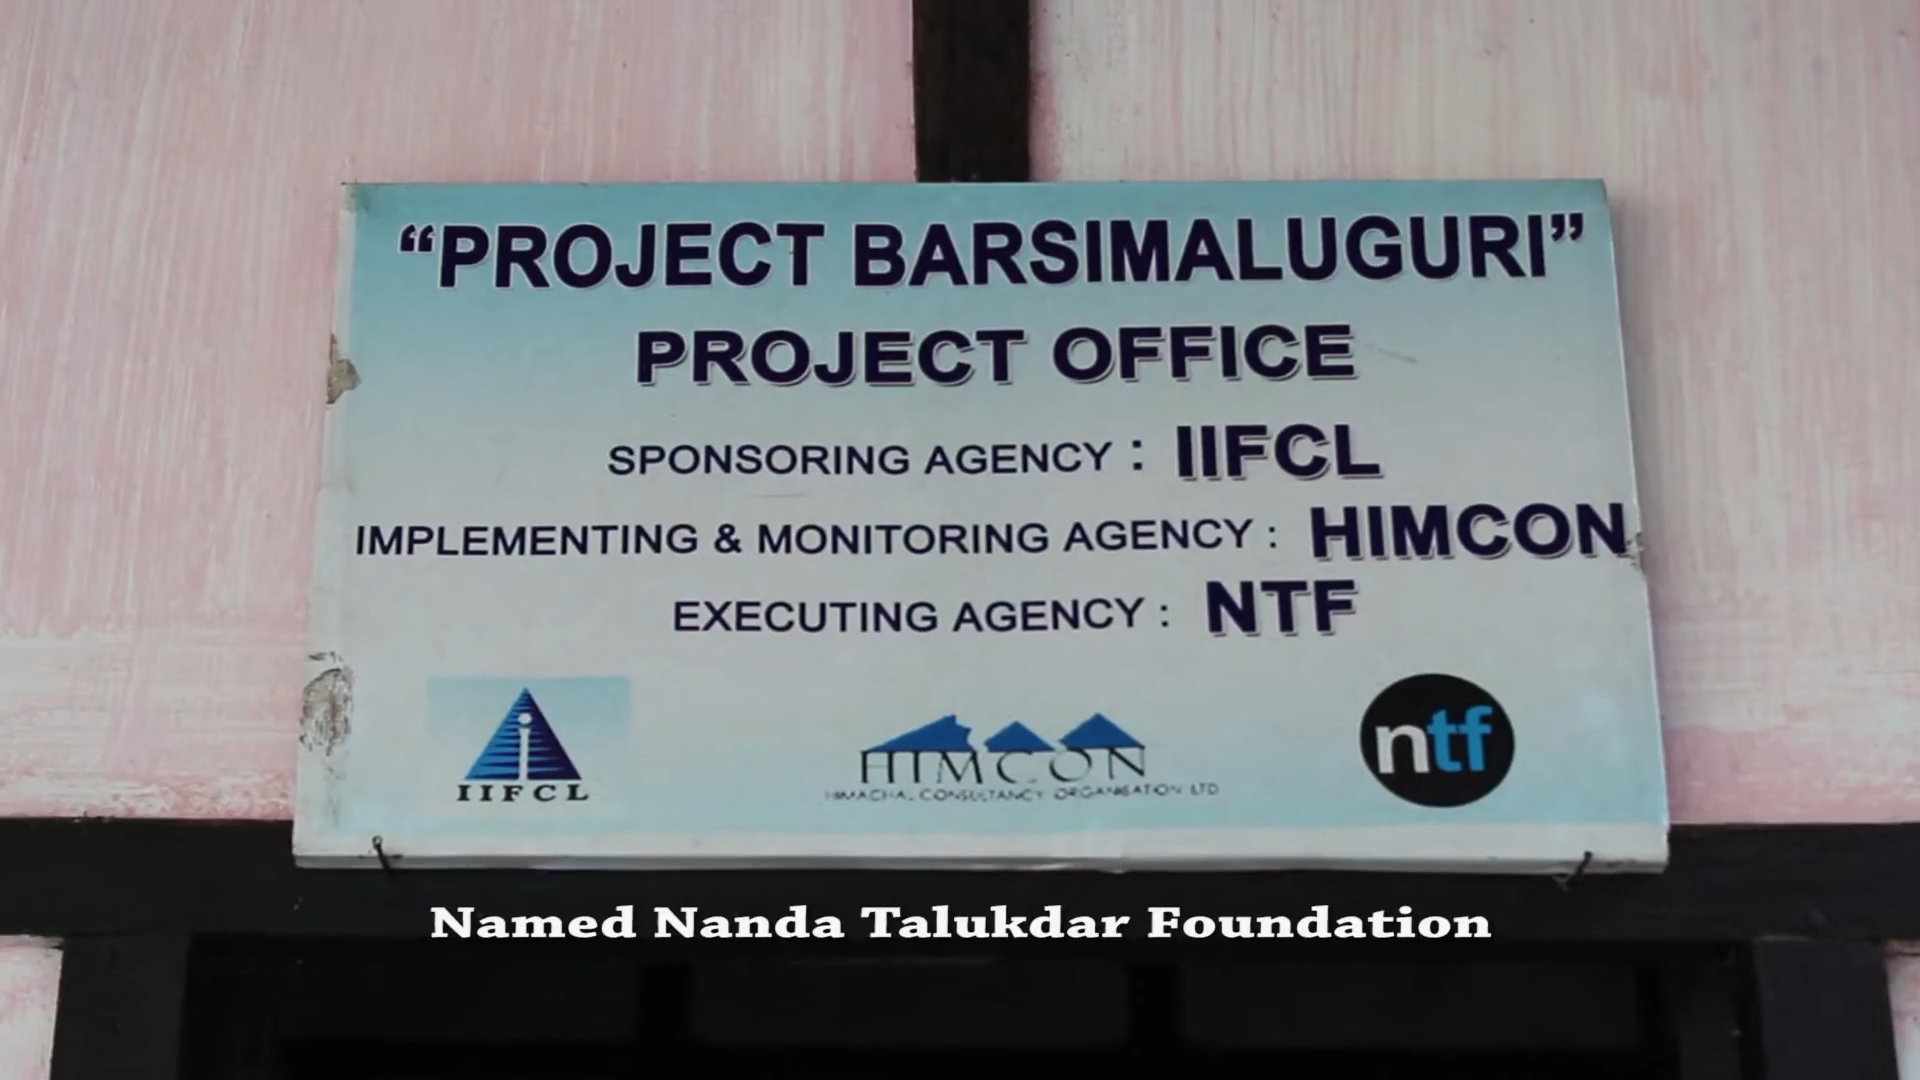 “PROJECT BARSIMALUGURI”
PROJECT OFFICE
SPONSORING AGENCY : IIFCL
IMPLEMENTING & MONITORING AGENCY : HIMCON
EXECUTING AGENCY : NTF
IIFCL
HIMCON
HIMACHAL CONSULTANCY ORGANISATION LTD
ntf
Named Nanda Talukdar Foundation